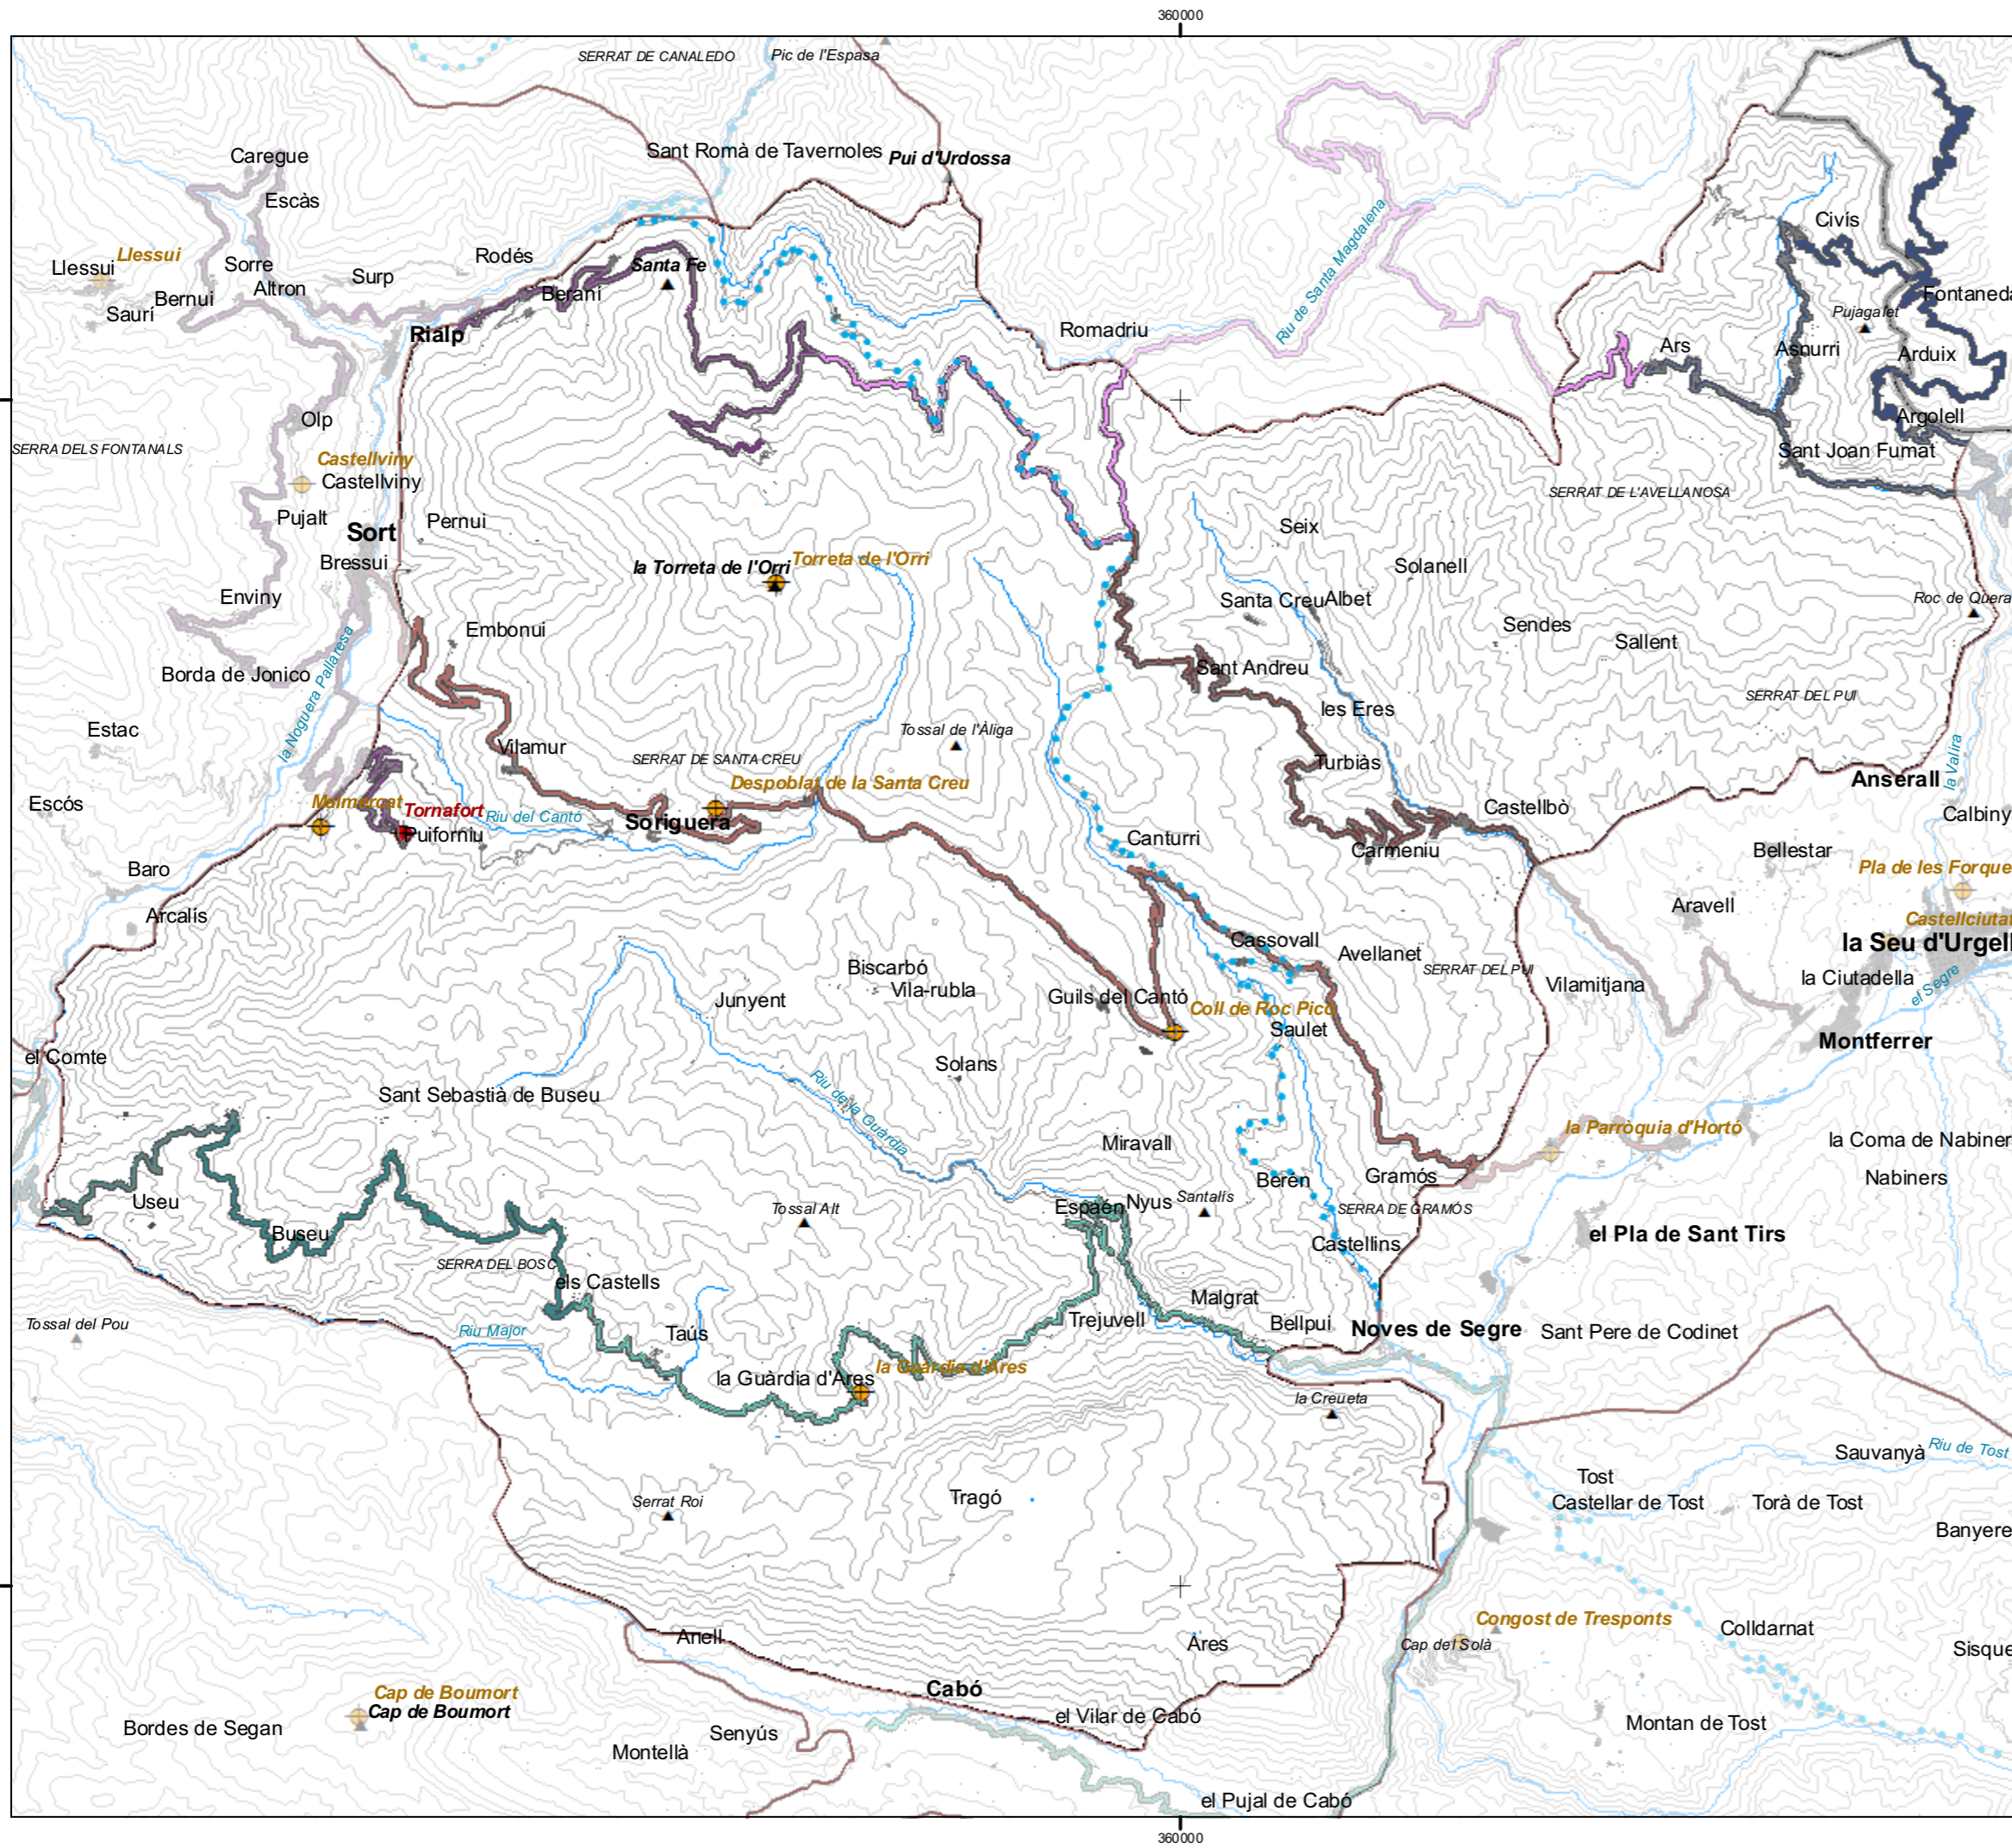 360000
SERRAT DE CANALEDO
Pic de l'Espasa
Caregue
Sant Romà de Tavernoles
Pui d'Urdossa
Escàs
Civís
Llessui
Llessui
Sorre
Rodés
Santa Fe
Riu de Santa Magdalena
Surp
Altron
Bernui
Beraní
Fontaneda
Saurí
Rialp
Romadriu
Pujagalet
Ars
Asnurri
Arduix
Olp
Argolell
SERRA DELS FONTANALS
Castellviny
Castellviny
Sant Joan Fumat
SERRAT DE L'AVELLANOSA
Pujalt
Sort
Pernui
Seix
Bressui
la Torreta de l'Orri
Torreta de l'Orri
Solanell
Enviny
Santa Creu
Albet
Roc de Quera
Embonui
Sendes
Sallent
Borda de Jonico
la Noguera Pallaresa
Sant Andreu
SERRAT DEL PUI
les Eres
Estac
Vilamur
SERRAT DE SANTA CREU
Tossal de l'Àliga
Turbiàs
la Valira
Anserall
Despoblat de la Santa Creu
Escós
Malmercat
Tornafort
Riu del Cantó
Soriguera
Castellbò
Calbiny
Puiforniu
Canturri
Carmeniu
Bellestar
Baro
Pla de les Forque
Arcalís
Aravell
Castellciutat
Cassovall
Avellanet
la Seu d'Urgell
Biscarbó
SERRAT DEL PUI
Vila-rubla
Junyent
Guils del Cantó
Coll de Roc Picó
Vilamitjana
la Ciutadella
el Segre
Saulet
Montferrer
el Comte
Solans
Sant Sebastià de Buseu
Riu de la Guàrdia
la Parròquia d'Hortó
Miravall
la Coma de Nabiner
Gramós
Berén
Nabiners
Useu
Espaén
Nyus
Santalís
Tossal Alt
SERRA DE GRAMÓS
Buseu
el Pla de Sant Tirs
Castellins
SERRA DEL BOSC
els Castells
Malgrat
Tossal del Pou
Riu Major
Taús
Trejuvell
Bellpui
Noves de Segre
Sant Pere de Codinet
la Guàrdia d'Ares
la Guàrdia d'Ares
la Creueta
Sauvanyà
Riu de Tost
Tost
Serrat Roi
Tragó
Castellar de Tost
Torà de Tost
Banyere
Congost de Tresponts
Colldarnat
Anell
Ares
Cap del Solà
Sisque
Cap de Boumort
Cap de Boumort
Cabó
Bordes de Segan
el Vilar de Cabó
Montan de Tost
Senyús
Montellà
el Pujal de Cabó
360000